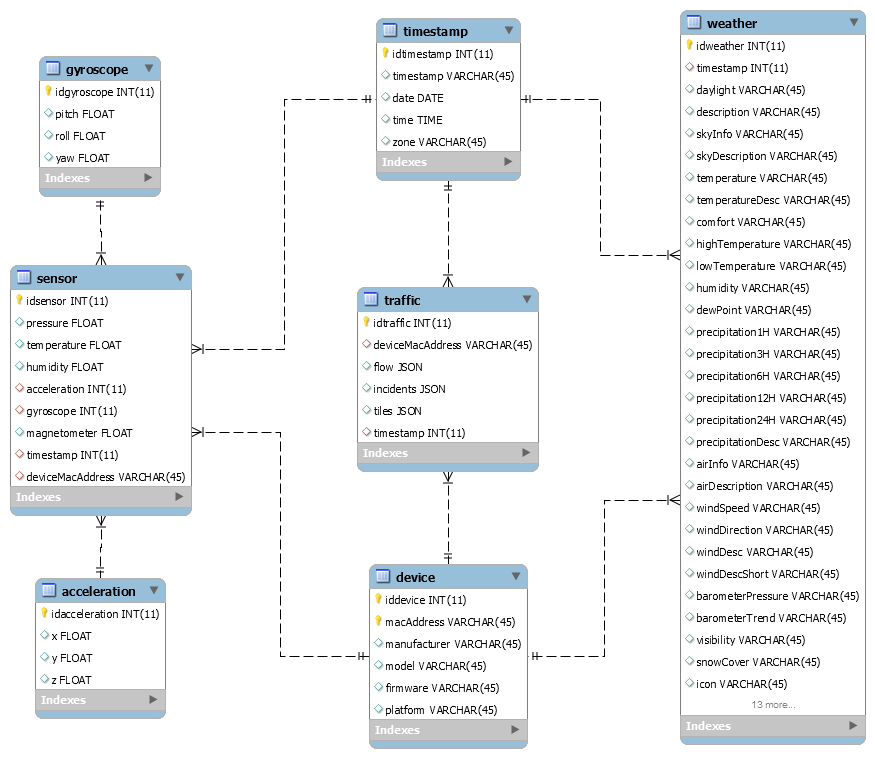 gyroscope
idgyroscope INT(11)
pitch FLOAT
roll FLOAT
yaw FLOAT
Indexes
sensor
idsensor INT(11)
pressure FLOAT
temperature FLOAT
humidity FLOAT
acceleration INT(11)
gyroscope INT(11)
magnetometer FLOAT
timestamp INT(11)
deviceMacAddress VARCHAR(45)
Indexes
acceleration
idacceleration INT(11)
x FLOAT
y FLOAT
z FLOAT
Indexes
timestamp
idtimestamp INT(11)
timestamp VARCHAR(45)
date DATE
time TIME
zone VARCHAR(45)
Indexes
traffic
idtraffic INT(11)
deviceMacAddress VARCHAR(45)
flow JSON
incidents JSON
tiles JSON
timestamp INT(11)
Indexes
device
iddevice INT(11)
macAddress VARCHAR(45)
manufacturer VARCHAR(45)
model VARCHAR(45)
firmware VARCHAR(45)
platform VARCHAR(45)
Indexes
weather
idweather INT(11)
timestamp INT(11)
daylight VARCHAR(45)
description VARCHAR(45)
skyInfo VARCHAR(45)
skyDescription VARCHAR(45)
temperature VARCHAR(45)
temperatureDesc VARCHAR(45)
comfort VARCHAR(45)
highTemperature VARCHAR(45)
lowTemperature VARCHAR(45)
humidity VARCHAR(45)
dewPoint VARCHAR(45)
precipitation1H VARCHAR(45)
precipitation3H VARCHAR(45)
precipitation6H VARCHAR(45)
precipitation12H VARCHAR(45)
precipitation24H VARCHAR(45)
precipitationDesc VARCHAR(45)
airInfo VARCHAR(45)
airDescription VARCHAR(45)
windSpeed VARCHAR(45)
windDirection VARCHAR(45)
windDesc VARCHAR(45)
windDescShort VARCHAR(45)
barometerPressure VARCHAR(45)
barometerTrend VARCHAR(45)
visibility VARCHAR(45)
snowCover VARCHAR(45)
icon VARCHAR(45)
13 more...
Indexes